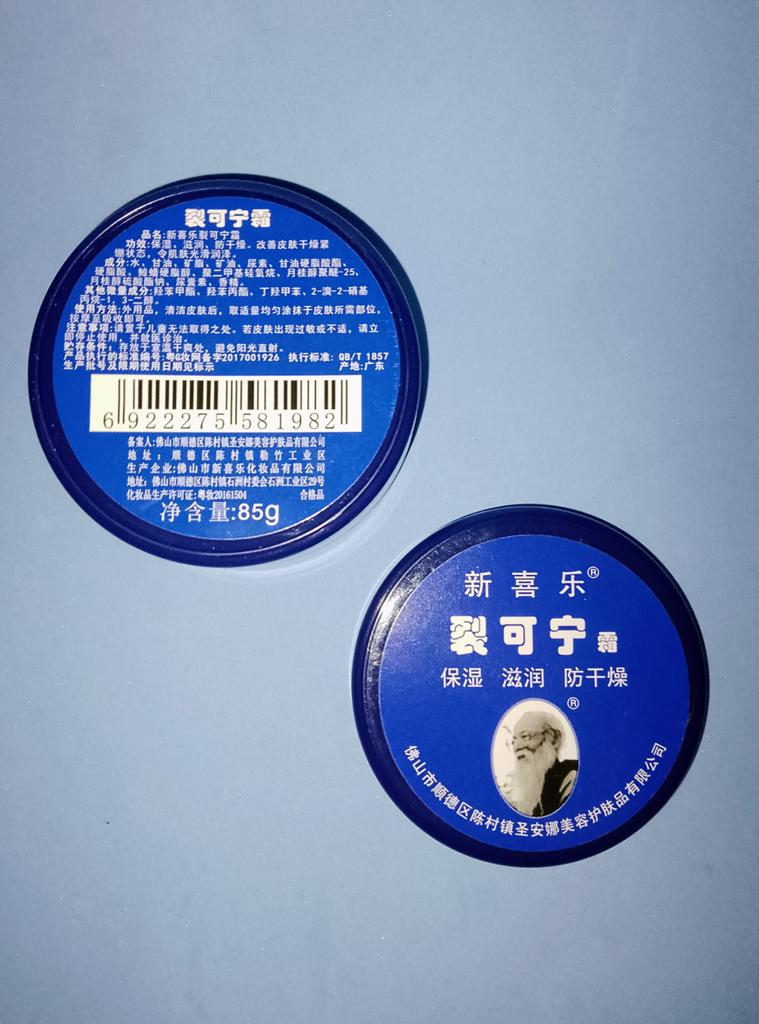 裂可宁霜
品名:新喜乐裂可宁霜
功效:保湿、滋润、防干燥。改善皮肤干燥紧
绷状态，令肌肤光滑润泽。
成分:水、甘油、矿脂、矿油、尿素、甘油硬脂酸酯、
硬脂酸、鲸蜡硬脂醇、聚二甲基硅氧烷、月桂醇聚醚-25、
月桂醇硫酸酯钠、尿囊素、香精。
其他微量成分:羟苯甲酯、羟苯丙酯、丁羟甲苯、2-溴-2-硝基
丙烷-1，3-二醇。
使用方法:外用品，清洁皮肤后，取适量均匀涂抹于皮肤所需部位，
按摩至吸收即可。
注意事项:请置于儿童无法取得之处。若皮肤出现过敏或不适，请立
即停止使用，并就医诊治。
贮存条件：存放于室温干爽处，避免阳光直射。
产品执行的标准编号:粤G妆网备字2017001926 执行标准：QB/T 1857
生产批号及限期使用日期见标示 产地:广东
6 922275 581982
备案人:佛山市顺德区陈村镇圣安娜美容护肤品有限公司
地址：顺德区陈村镇勒竹工业区
生产企业:佛山市新喜乐化妆品有限公司
地址:佛山市顺德区陈村镇石洲村委会石洲工业区29号
化妆品生产许可证:粤妆20161504 合格品
净含量:85g
新喜乐®
裂可宁霜
保湿 滋润 防干燥
®
佛山市顺德区陈村镇圣安娜美容护肤品有限公司